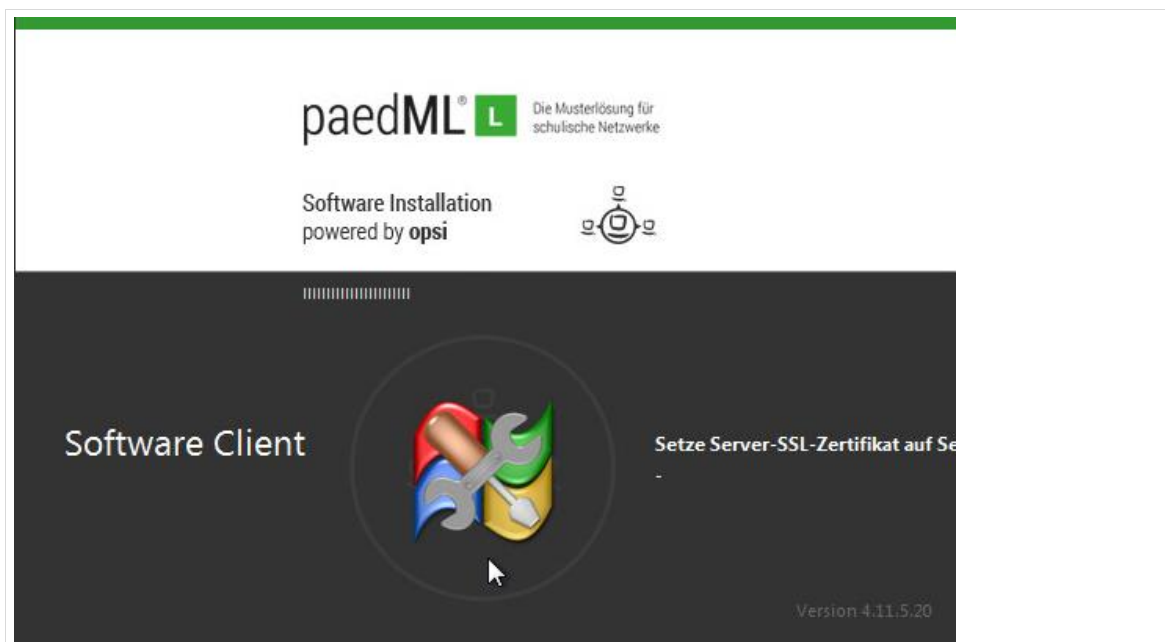 paedML® L
Die Musterlösung für
schulische Netzwerke
Software Installation
powered by opsi
Software Client
Setze Server-SSL-Zertifikat auf Se
-
Version 4.11.5.20